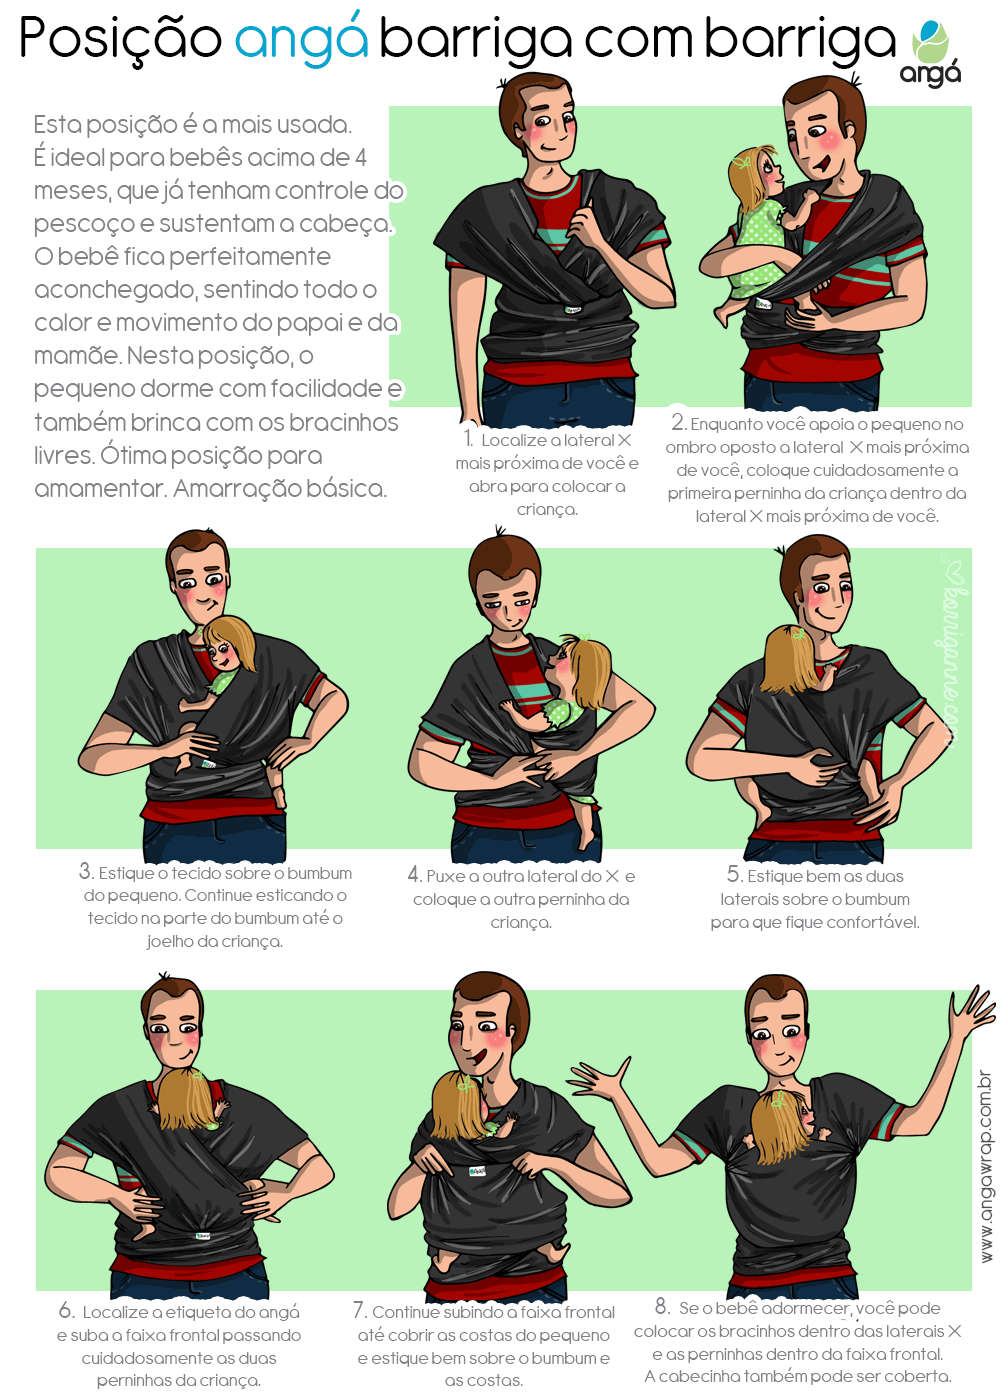 Posição angá barriga com barriga
angá
Esta posição é a mais usada.
É ideal para bebês acima de 4
meses, que já tenham controle do
pescoço e sustentam a cabeça.
O bebê fica perfeitamente
aconchegado, sentindo todo o
calor e movimento do papai e da
mamãe. Nesta posição, o
pequeno dorme com facilidade e
também brinca com os bracinhos
livres. Ótima posição para
amamentar. Amarração básica.
1. Localize a lateral X
mais próxima de você e
abra para colocar a
criança.
2. Enquanto você apoia o pequeno no
ombro oposto a lateral X mais próxima
de você, coloque cuidadosamente a
primeira perninha da criança dentro da
lateral X mais próxima de você.
borriganne.com
3. Estique o tecido sobre o bumbum
do pequeno. Continue esticando o
tecido na parte do bumbum até o
joelho da criança.
4. Puxe a outra lateral do X e
coloque a outra perninha da
criança.
5. Estique bem as duas
laterais sobre o bumbum
para que fique confortável.
6. Localize a etiqueta do angá
e suba a faixa frontal passando
cuidadosamente as duas
perninhas da criança.
7. Continue subindo a faixa frontal
até cobrir as costas do pequeno
e estique bem sobre o bumbum e
as costas.
8. Se o bebê adormecer, você pode
colocar os bracinhos dentro das laterais X
e as perninhas dentro da faixa frontal.
A cabecinha também pode ser coberta.
www.angawrap.com.br